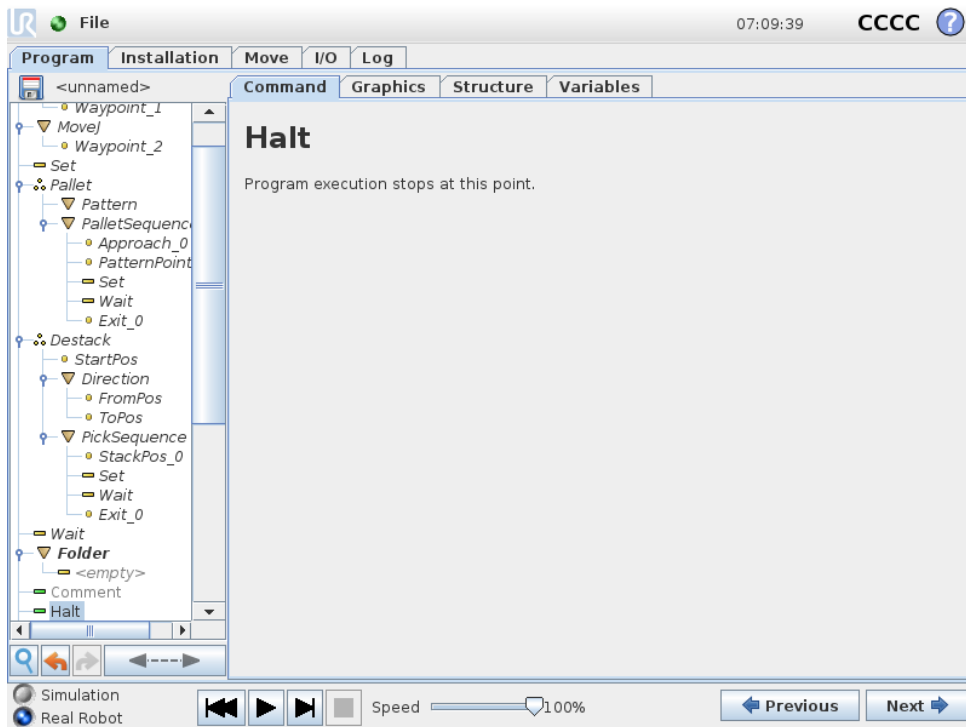 UR File 07:09:39 CCCC ?
Program Installation Move I/O Log
<unnamed>
Command Graphics Structure Variables
Waypoint_1
MoveJ
Waypoint_2
Set
Pallet
Pattern
PalletSequence
Approach_0
PatternPoint
Set
Wait
Exit_0
Destack
StartPos
Direction
FromPos
ToPos
PickSequence
StackPos_0
Set
Wait
Exit_0
Wait
Folder
<empty>
Comment
Halt
Halt
Program execution stops at this point.
Simulation
Real Robot
Speed 100%
Previous Next